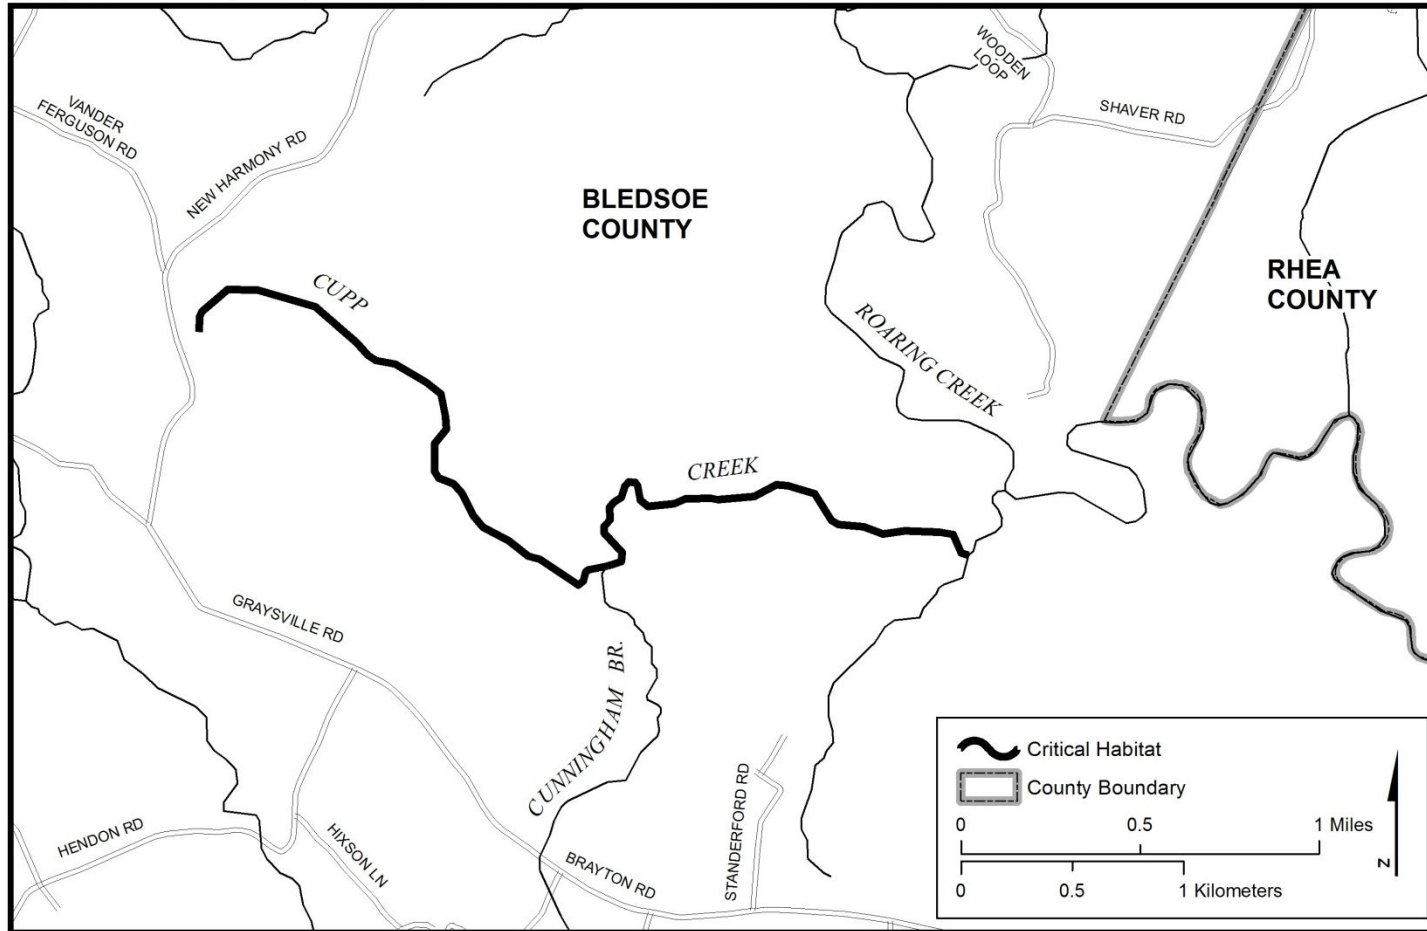 WOODEN
LOOP
SHAVER RD
VANDER
FERGUSON RD
NEW HARMONY RD
BLEDSOE
COUNTY
RHEA
COUNTY
CUPP
ROARING CREEK
CREEK
GRAYSVILLE RD
CUNNINGHAM BR.
STANDERFORD RD
HENDON RD
HIXSON LN
BRAYTON RD
Critical Habitat
County Boundary
0 0.5 1 Miles
0 0.5 1 Kilometers
N